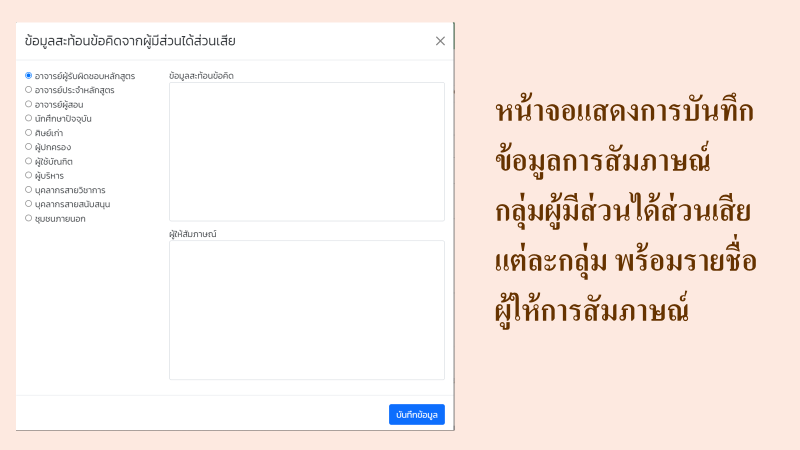 ข้อมูลสะท้อนข้อคิดจากผู้มีส่วนได้ส่วนเสีย
อาจารย์ผู้รับผิดชอบหลักสูตร
อาจารย์ประจำหลักสูตร
อาจารย์ผู้สอน
นักศึกษาปัจจุบัน
ศิษย์เก่า
ผู้ปกครอง
ผู้ใช้บัณฑิต
ผู้บริหาร
บุคลากรสายวิชาการ
บุคลากรสายสนับสนุน
ชุมชนภายนอก
ข้อมูลสะท้อนข้อคิด
ผู้ให้สัมภาษณ์
บันทึกข้อมูล
หน้าจอแสดงการบันทึก
ข้อมูลการสัมภาษณ์
กลุ่มผู้มีส่วนได้ส่วนเสีย
แต่ละกลุ่ม พร้อมรายชื่อ
ผู้ให้การสัมภาษณ์